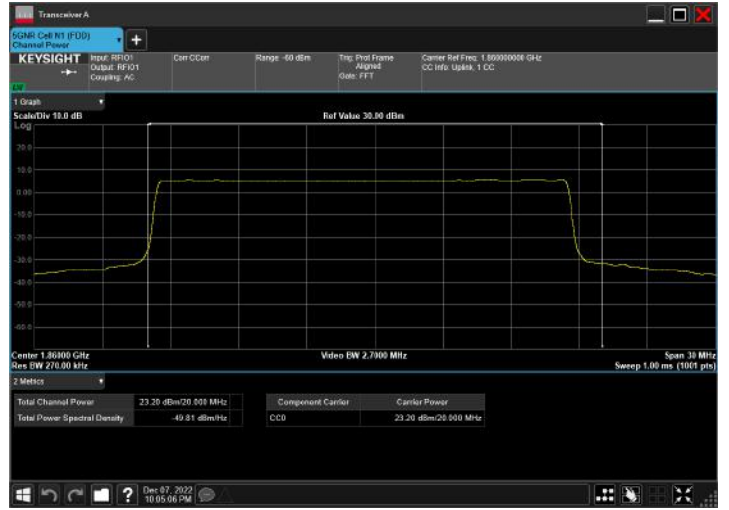 Transceiver A
5GNR Cell N1 (FDD)
Channel Power
KEYSIGHT
Input: RFIO1
Output: RFIO1
Coupling: AC
Corr CCorr
Range -60 dBm
Trig: Prot Frame
Aligned
Gate: FFT
Carrier Ref Freq: 1.860000000 GHz
CC Info: Uplink, 1 CC
1 Graph
Scale/Div 10.0 dB
Ref Value 30.00 dBm
Log
20.0
10.0
0.00
-10.0
-20.0
-30.0
-40.0
-50.0
-60.0
Center 1.86000 GHz
Video BW 2.7000 MHz
Span 30 MHz
Res BW 270.00 kHz
Sweep 1.00 ms (1001 pts)
2 Metrics
Total Channel Power 23.20 dBm/20.000 MHz
Total Power Spectral Density -49.81 dBm/Hz
Component Carrier Carrier Power
CC0 23.20 dBm/20.000 MHz
Dec 07, 2022
10:05:06 PM